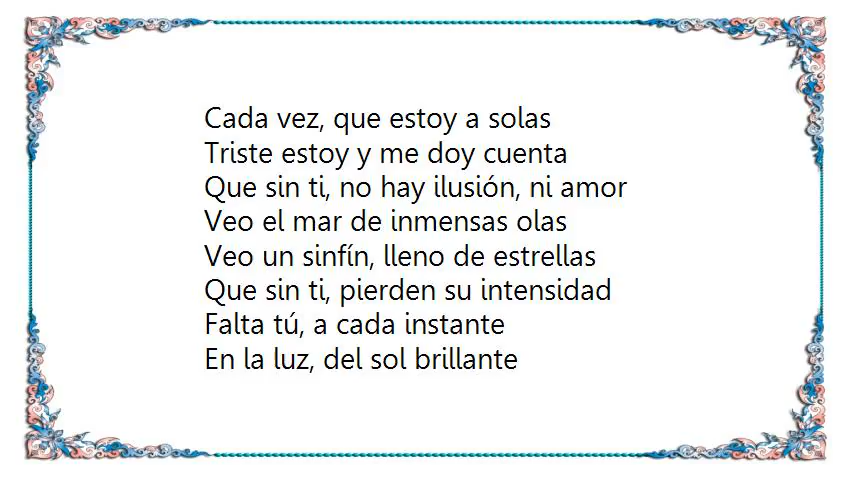 Cada vez, que estoy a solas
Triste estoy y me doy cuenta
Que sin ti, no hay ilusión, ni amor
Veo el mar de inmensas olas
Veo un sinfín, lleno de estrellas
Que sin ti, pierden su intensidad
Falta tú, a cada instante
En la luz, del sol brillante